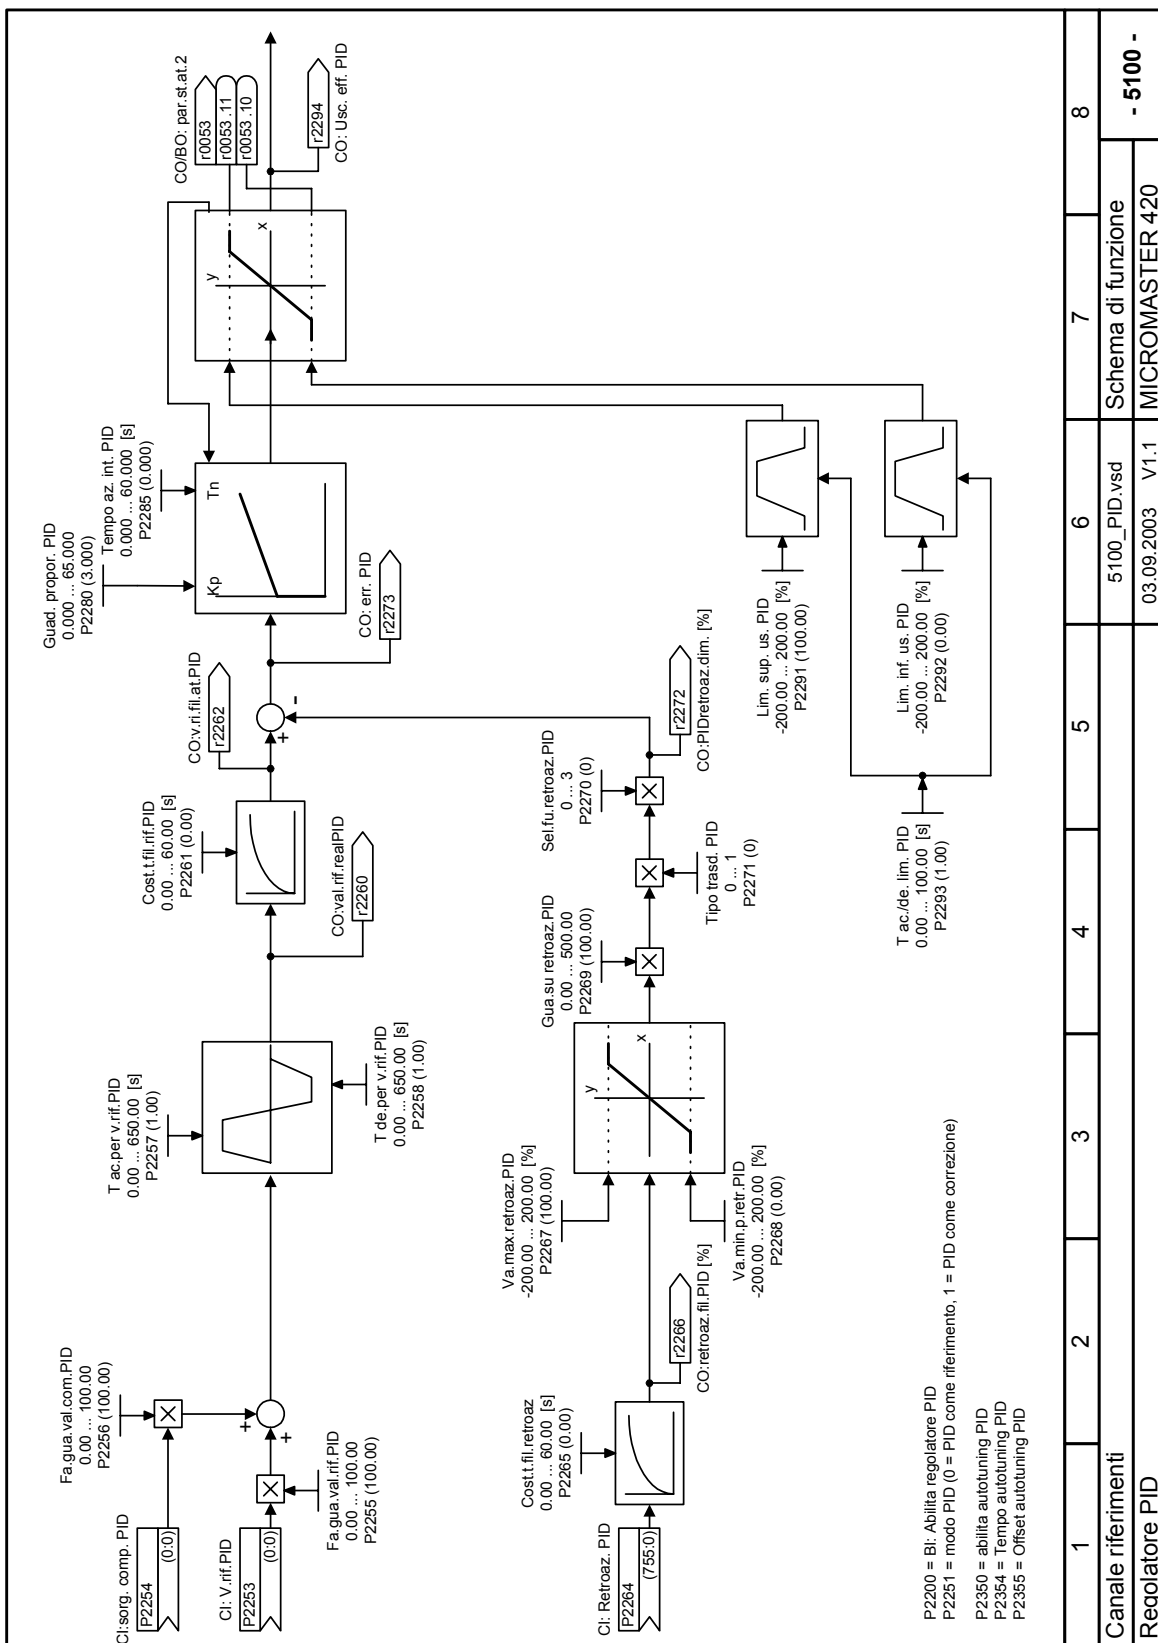 CI:sorg. comp. PID
P2254
(0:0)
Fa.gua.val.com.PID
0.00 ... 100.00
P2256 (100.00)
CI: V.rif.PID
P2253
(0:0)
Fa.gua.val.rif.PID
0.00 ... 100.00
P2255 (100.00)
+
+
T ac.per v.rif.PID
0.00 ... 650.00 [s]
P2257 (1.00)
T de.per v.rif.PID
0.00 ... 650.00 [s]
P2258 (1.00)
CO:val.rif.realPID
r2260
Cost.t.fil.rif.PID
0.00 ... 60.00 [s]
P2261 (0.00)
CO:v.ri.fil.at.PID
r2262
+
-
CO: err. PID
r2273
Guad. propor. PID
0.000 ... 65.000
P2280 (3.000)
Tempo az. int. PID
0.000 ... 60.000 [s]
P2285 (0.000)
Kp
Tn
y
x
CO/BO: par.st.at.2
r0053
r0053 .11
r0053 .10
r2294
CO: Usc. eff. PID
CI: Retroaz. PID
P2264
(755:0)
Cost.t.fil.retroaz
0.00 ... 60.00 [s]
P2265 (0.00)
r2266
CO:retroaz.fil.PID [%]
Va.max.retroaz.PID
-200.00 ... 200.00 [%]
P2267 (100.00)
Va.min.p.retr.PID
-200.00 ... 200.00 [%]
P2268 (0.00)
y
x
Gua.su retroaz.PID
0.00 ... 500.00
P2269 (100.00)
Tipo trasd. PID
0 ... 1
P2271 (0)
Sel.fu.retroaz.PID
0 ... 3
P2270 (0)
r2272
CO:PIDretroaz.dim. [%]
Lim. sup. us. PID
-200.00 ... 200.00 [%]
P2291 (100.00)
Lim. inf. us. PID
-200.00 ... 200.00 [%]
P2292 (0.00)
T ac./de. lim. PID
0.00 ... 100.00 [s]
P2293 (1.00)
P2200 = BI: Abilita regolatore PID
P2251 = modo PID (0 = PID come riferimento, 1 = PID come correzione)
P2350 = abilita autotuning PID
P2354 = Tempo autotuning PID
P2355 = Offset autotuning PID
1 2 3 4 5 6 7 8
Canale riferimenti
5100_PID.vsd
Schema di funzione
- 5100 -
Regolatore PID
03.09.2003 V1.1
MICROMASTER 420